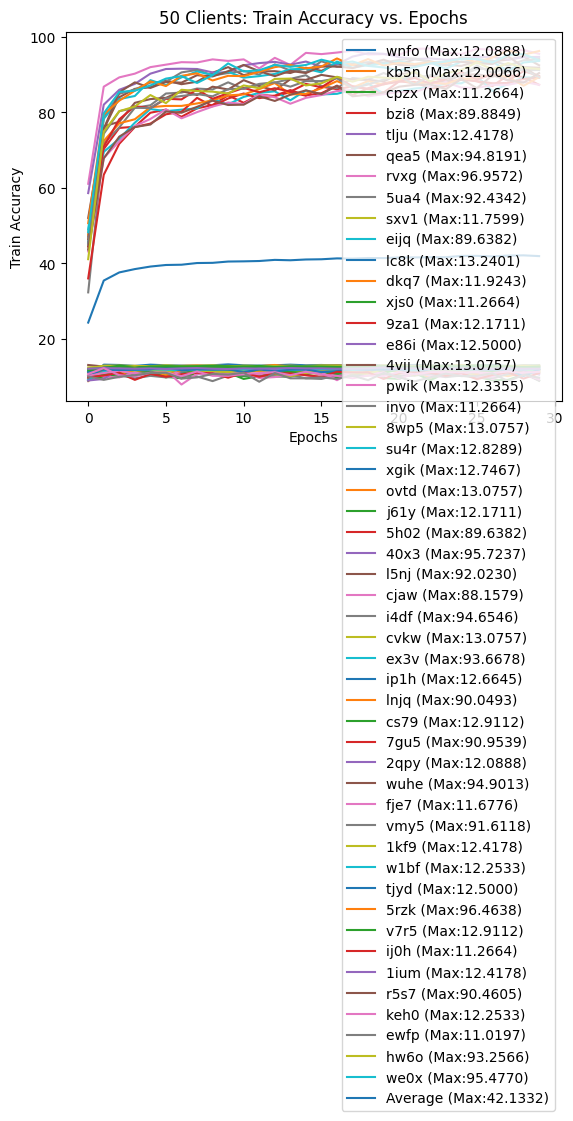 50 Clients: Train Accuracy vs. Epochs
Train Accuracy
100
80
60
40
20
0
5
10
15
20
25
30
Epochs
wnfo (Max:12.0888)
kb5n (Max:12.0066)
cpzx (Max:11.2664)
bzi8 (Max:89.8849)
tlju (Max:12.4178)
qea5 (Max:94.8191)
rvxg (Max:96.9572)
5ua4 (Max:92.4342)
sxv1 (Max:11.7599)
eijq (Max:89.6382)
lc8k (Max:13.2401)
dkq7 (Max:11.9243)
xjs0 (Max:11.2664)
9za1 (Max:12.1711)
e86i (Max:12.5000)
4vij (Max:13.0757)
pwik (Max:12.3355)
invo (Max:11.2664)
8wp5 (Max:13.0757)
su4r (Max:12.8289)
xgik (Max:12.7467)
ovtd (Max:13.0757)
j61y (Max:12.1711)
5h02 (Max:89.6382)
40x3 (Max:95.7237)
l5nj (Max:92.0230)
cjaw (Max:88.1579)
i4df (Max:94.6546)
cvkw (Max:13.0757)
ex3v (Max:93.6678)
ip1h (Max:12.6645)
lnjq (Max:90.0493)
cs79 (Max:12.9112)
7gu5 (Max:90.9539)
2qpy (Max:12.0888)
wuhe (Max:94.9013)
fje7 (Max:11.6776)
vmy5 (Max:91.6118)
1kf9 (Max:12.4178)
w1bf (Max:12.2533)
tjyd (Max:12.5000)
5rzk (Max:96.4638)
v7r5 (Max:12.9112)
ij0h (Max:11.2664)
1ium (Max:12.4178)
r5s7 (Max:90.4605)
keh0 (Max:12.2533)
ewfp (Max:11.0197)
hw6o (Max:93.2566)
we0x (Max:95.4770)
Average (Max:42.1332)